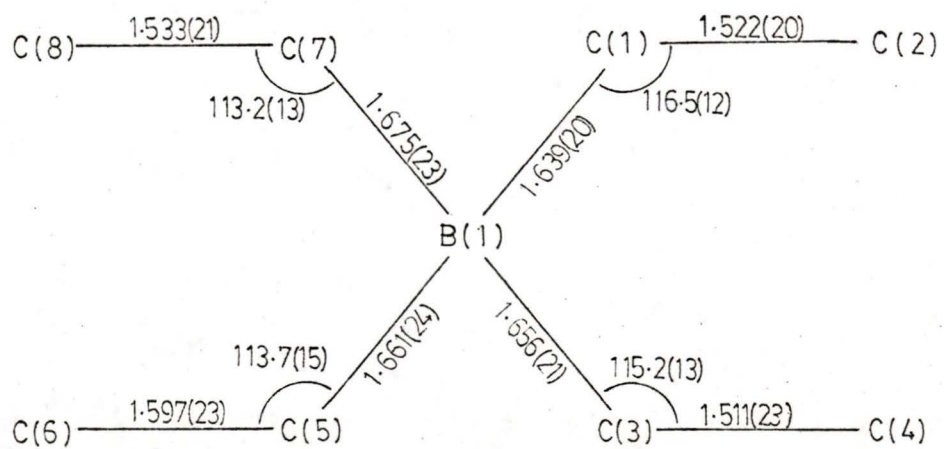 C(8) 1·533(21) C(7) C(1) 1·522(20) C(2)
113·2(13) 116·5(12)
1·675(23) 1·639(20)
B(1)
1·661(24) 1·656(21)
113·7(15) 115·2(13)
C(6) 1·597(23) C(5) C(3) 1·511(23) C(4)